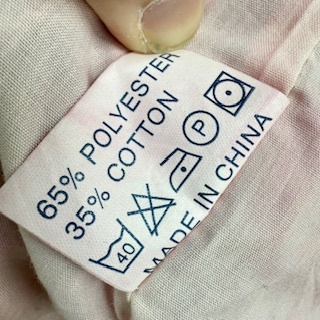 65% POLYESTER
35% COTTON
40 P
MADE IN CHINA